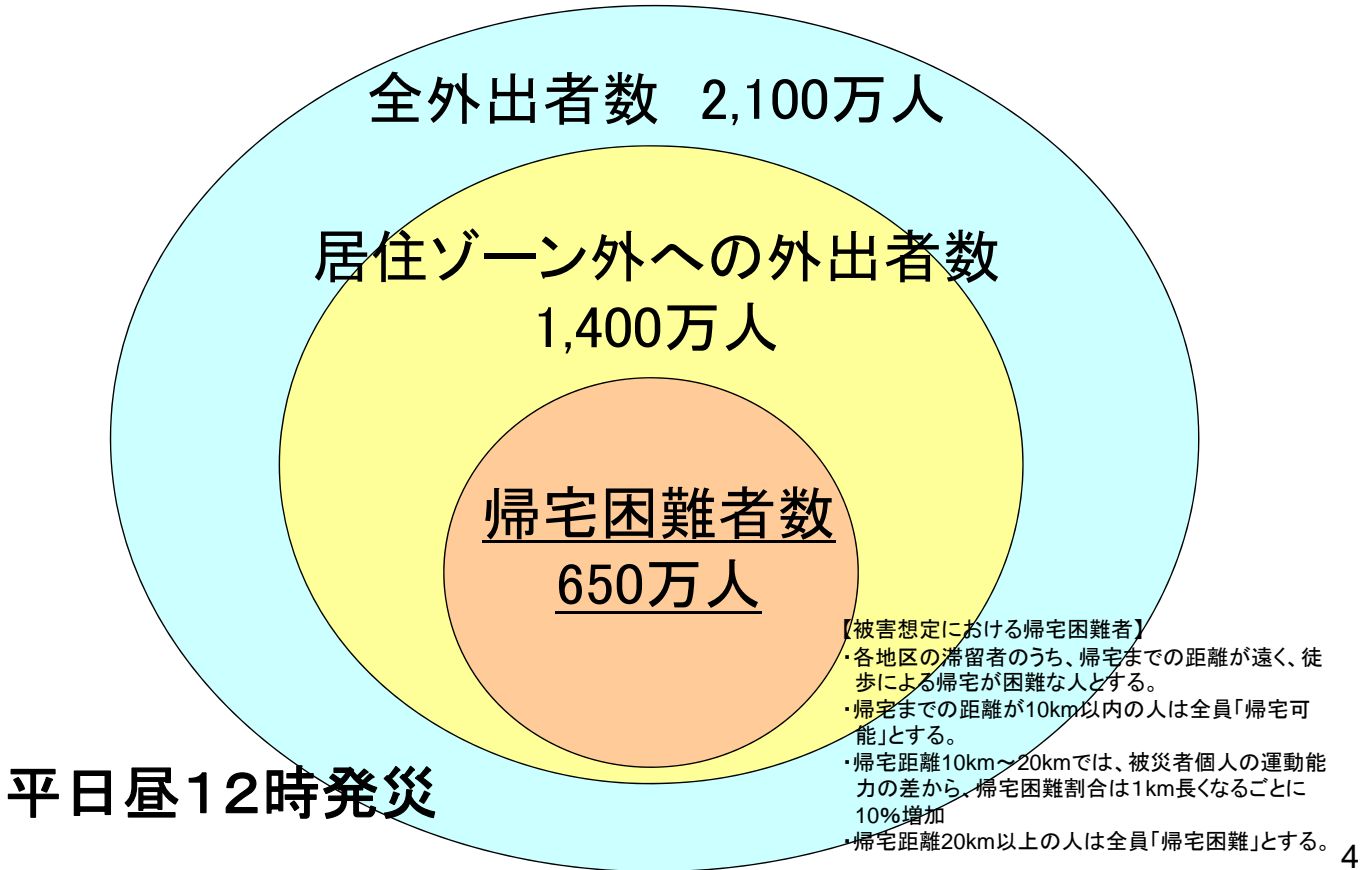 全外出者数　2,100万人
居住ゾーン外への外出者数
1,400万人
帰宅困難者数
650万人
【被害想定における帰宅困難者】
・各地区の滞留者のうち、帰宅までの距離が遠く、徒
歩による帰宅が困難な人とする。
・帰宅までの距離が10km以内の人は全員「帰宅可
能」とする。
・帰宅距離10km～20kmでは、被災者個人の運動能
力の差から、帰宅困難割合は1km長くなるごとに
10%増加
・帰宅距離20km以上の人は全員「帰宅困難」とする。
平日昼１２時発災
4